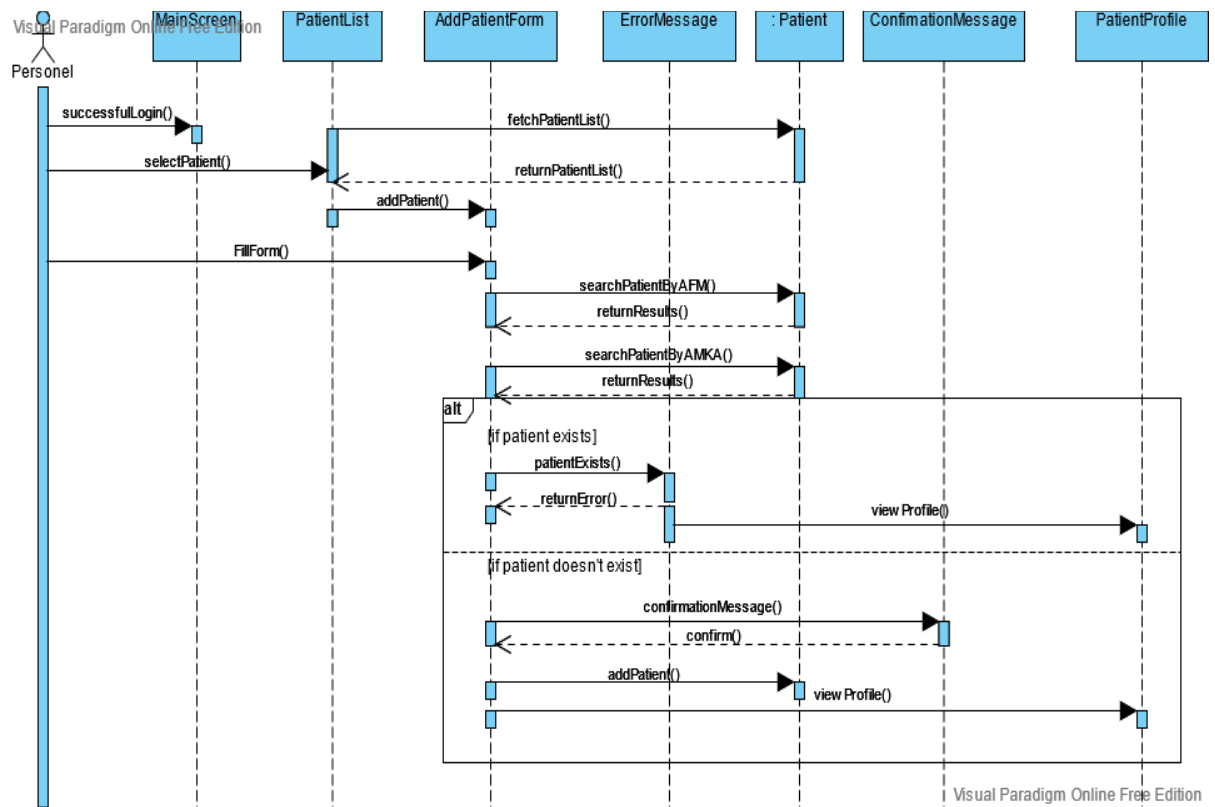 Visual Paradigm Online Free Edition
Personel
MainScreen
PatientList
AddPatientForm
ErrorMessage
: Patient
ConfimationMessage
PatientProfile
successfulLogin()
fetchPatientList()
selectPatient()
returnPatientList()
addPatient()
FillForm()
searchPatientByAFM()
returnResults()
searchPatientByAMKA()
returnResults()
alt
[if patient exists]
patientExists()
returnError()
view Profile()
[if patient doesn't exist]
confirmationMessage()
confirm()
addPatient()
view Profile()
Visual Paradigm Online Free Edition